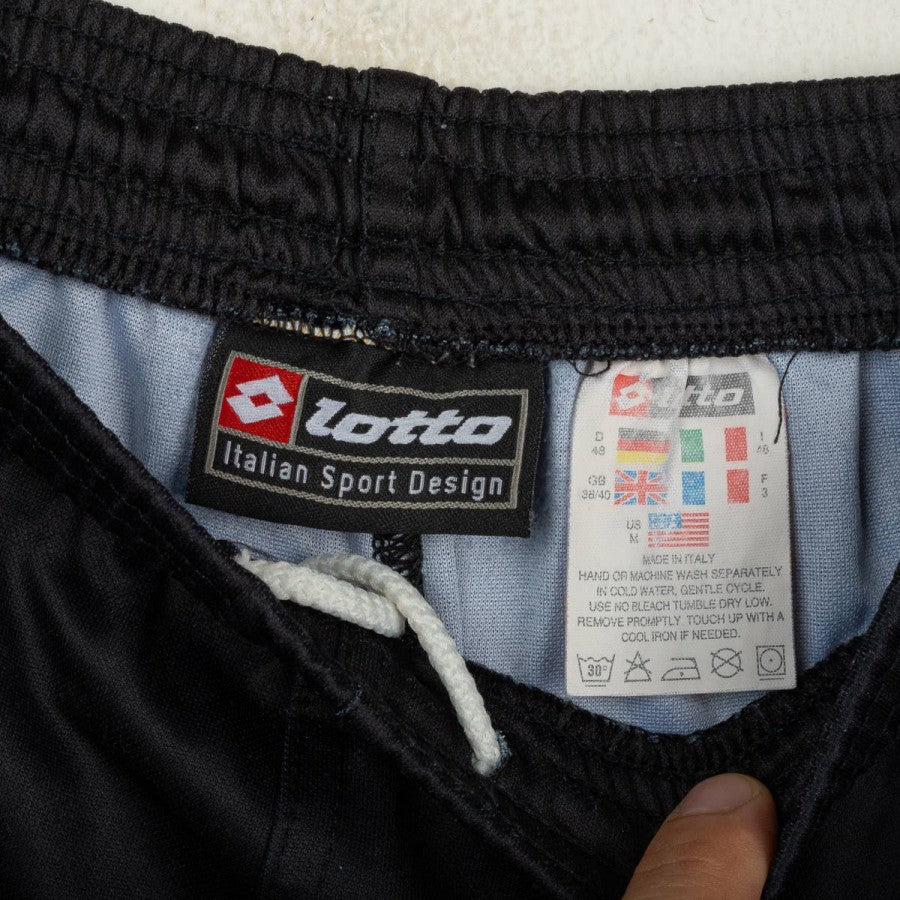 lotto
Italian Sport Design
lotto
D I
48 48
GB F
38/40 3
US
M
MADE IN ITALY
HAND OR MACHINE WASH SEPARATELY
IN COLD WATER, GENTLE CYCLE.
USE NO BLEACH TUMBLE DRY LOW.
REMOVE PROMPTLY. TOUCH UP WITH A
COOL IRON IF NEEDED.
30°